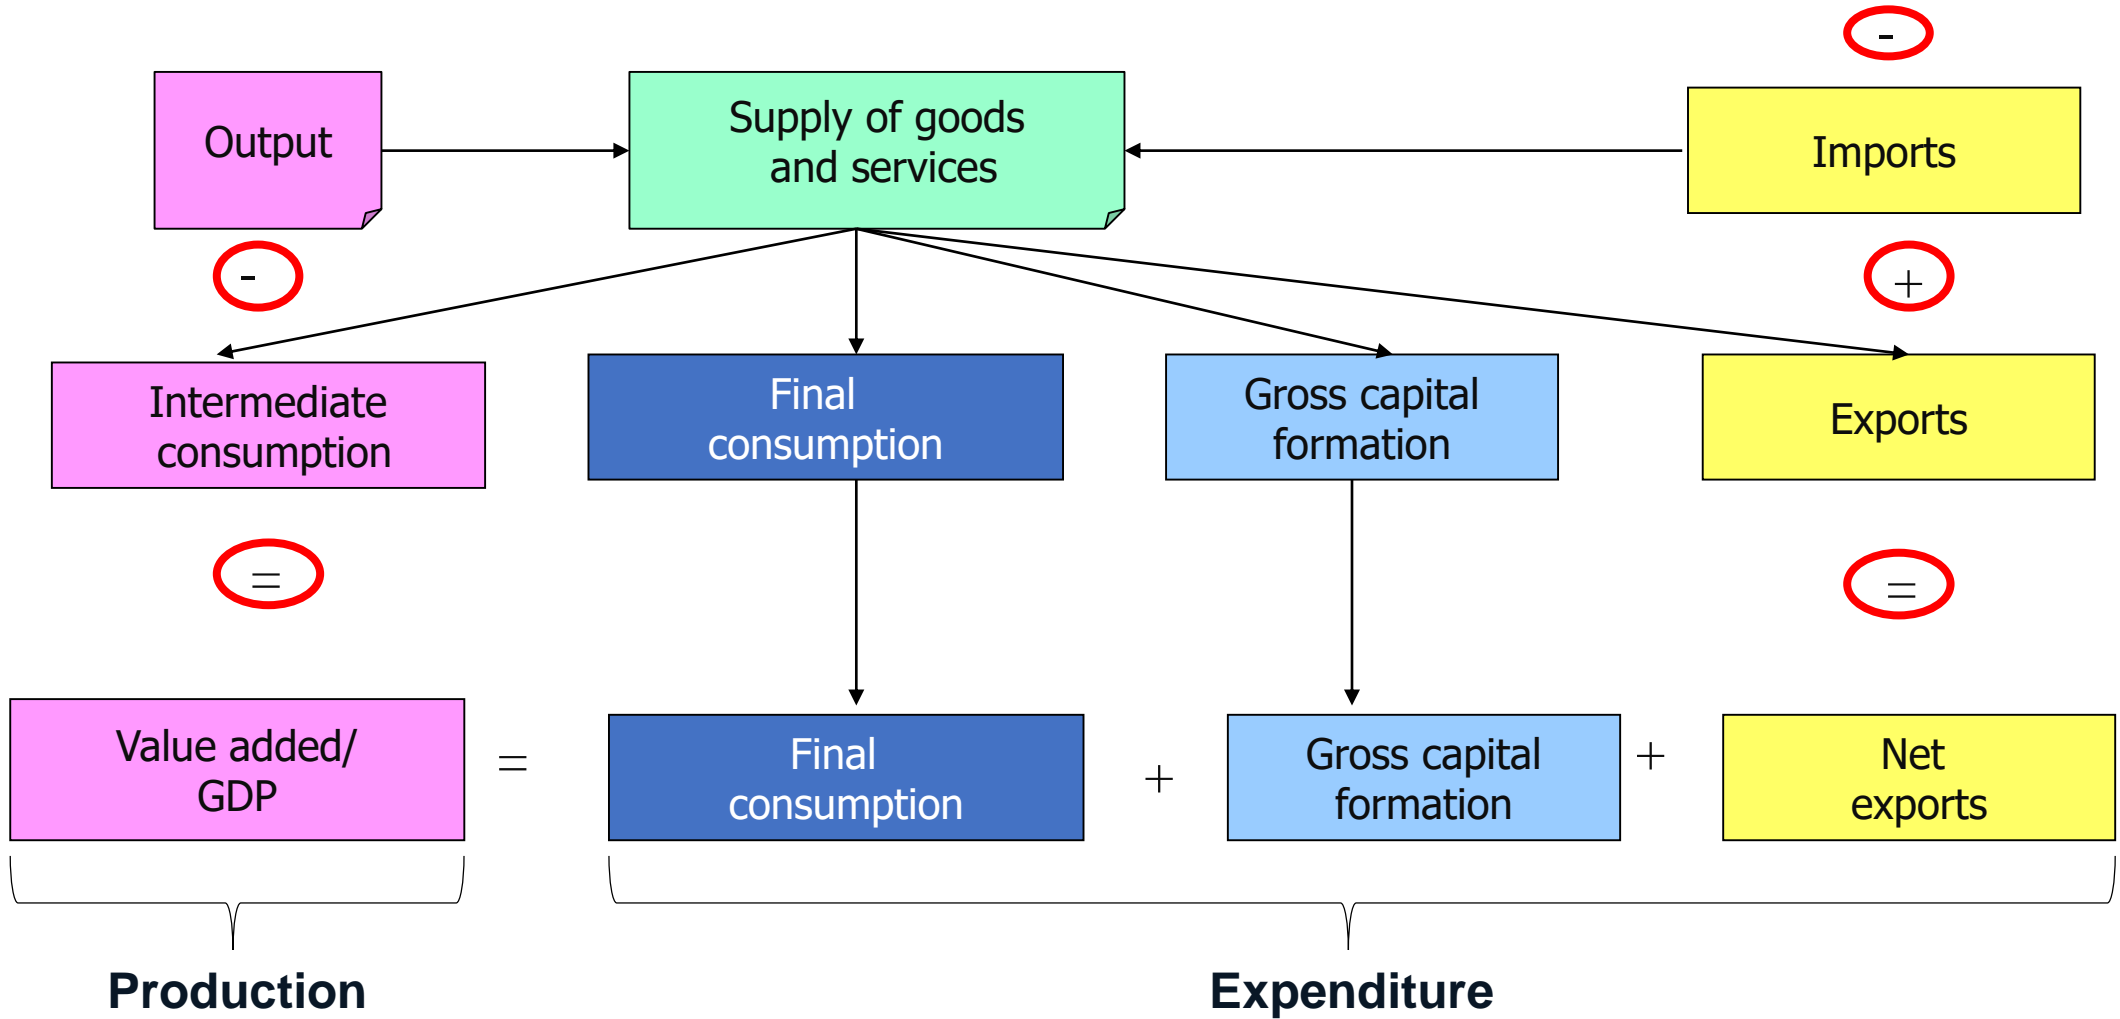 -
Output
Supply of goods
and services
Imports
-
+
Intermediate
consumption
Final
consumption
Gross capital
formation
Exports
=
=
Value added/
GDP
=
Final
consumption
+
Gross capital
formation
+
Net
exports
Production
Expenditure